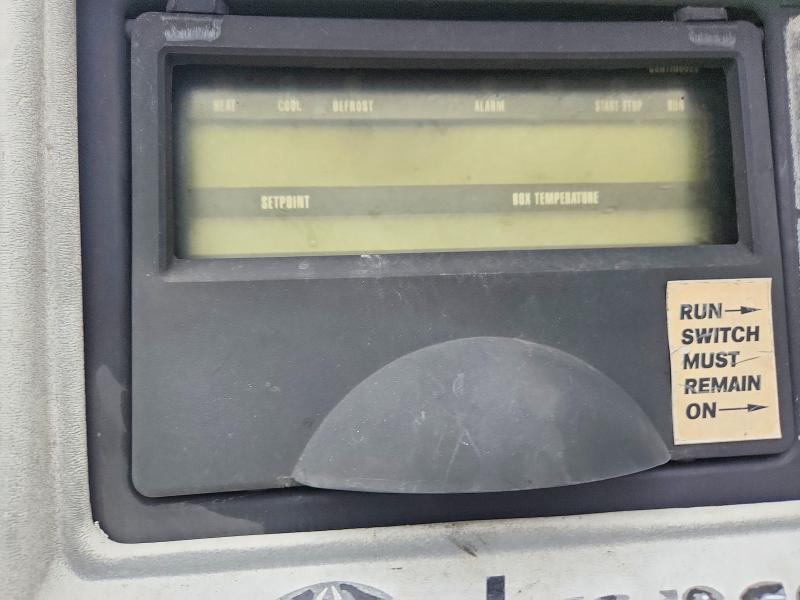 HEAT COOL DEFROST ALARM START STOP
SETPOINT BOX TEMPERATURE
RUN
SWITCH
MUST
REMAIN
ON